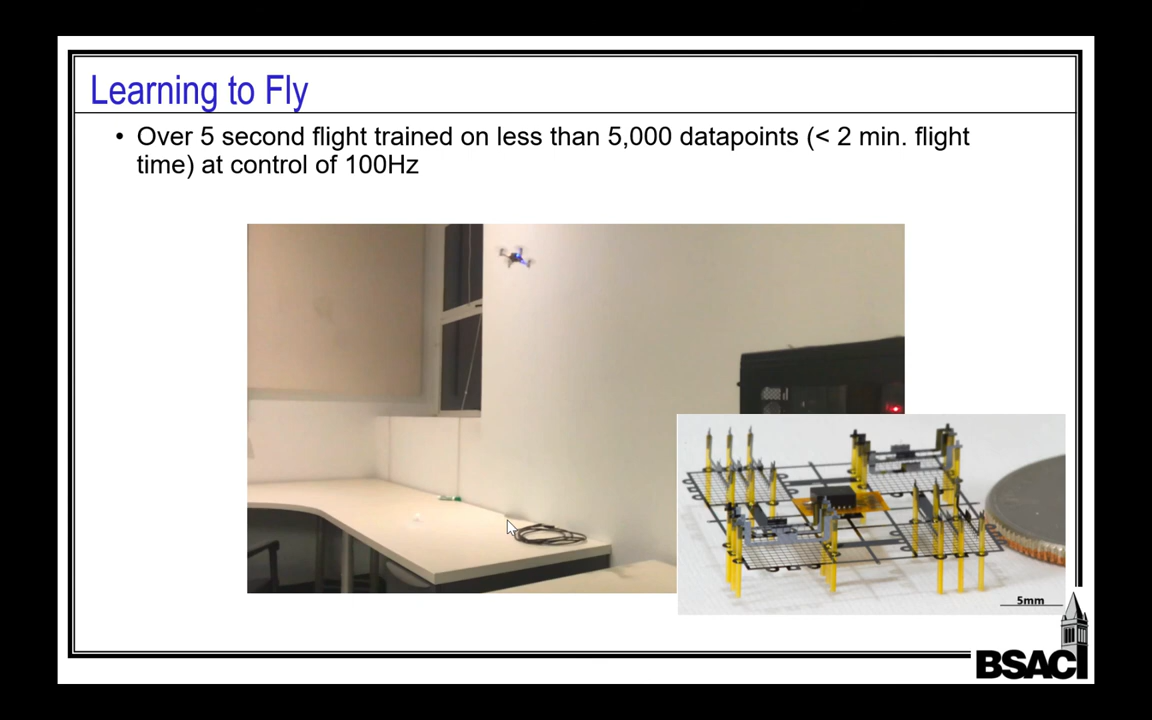 Learning to Fly
• Over 5 second flight trained on less than 5,000 datapoints (< 2 min. flight
time) at control of 100Hz
5mm
BSAC